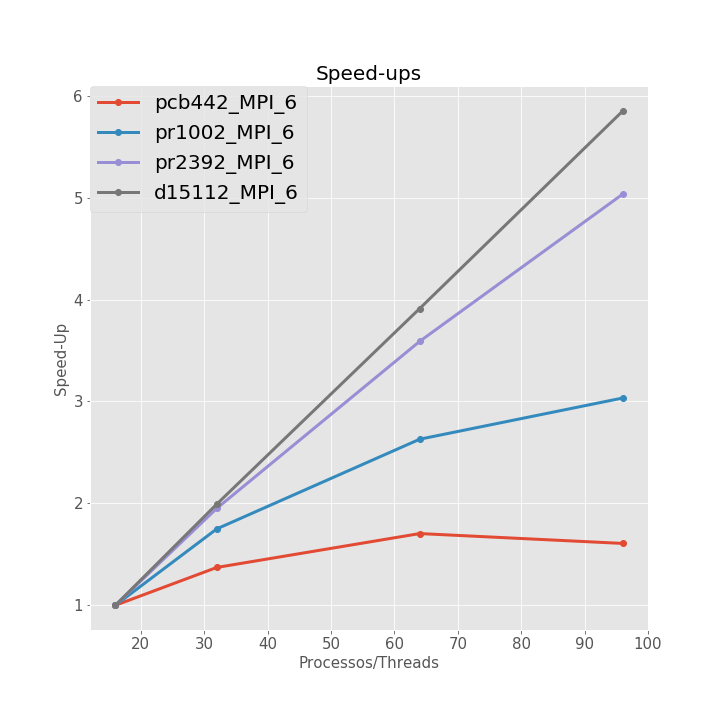 Speed-ups
pcb442_MPI_6
pr1002_MPI_6
pr2392_MPI_6
d15112_MPI_6
6
5
4
3
2
1
Speed-Up
20 30 40 50 60 70 80 90 100
Processos/Threads